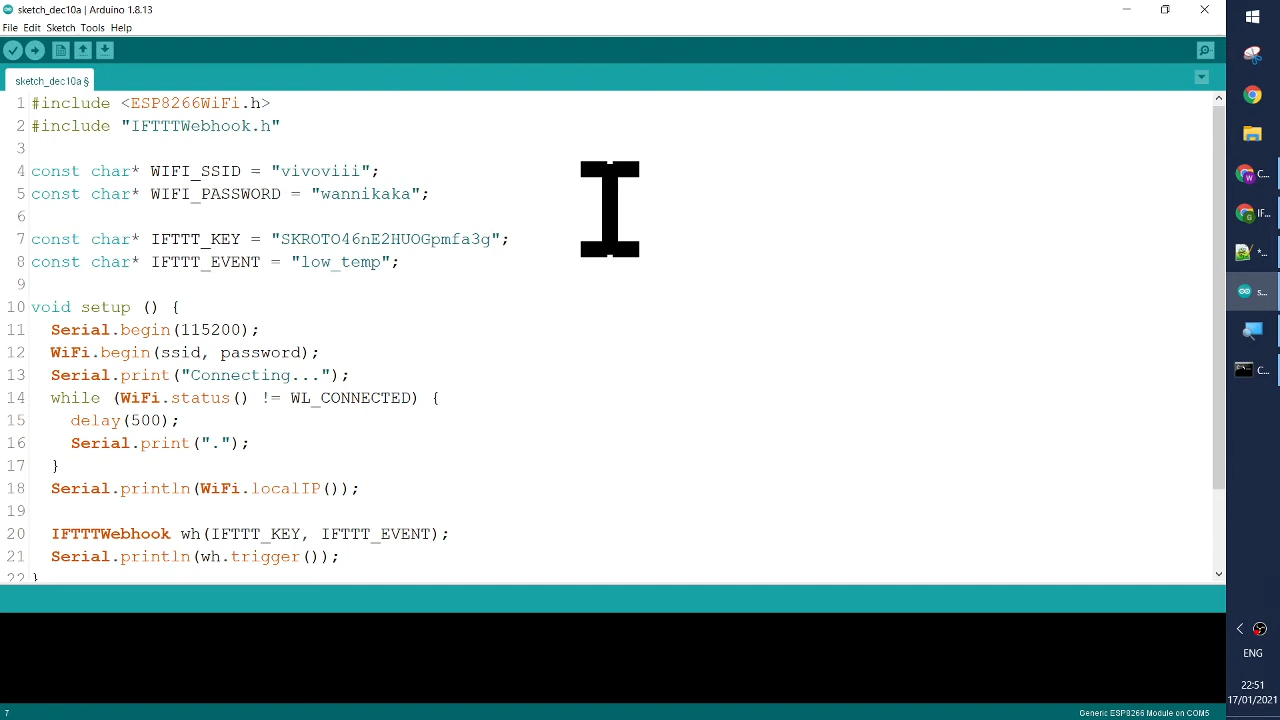 sketch_dec10a | Arduino 1.8.13
File Edit Sketch Tools Help
sketch_dec10a §
1 #include <ESP8266WiFi.h>
2 #include "IFTTTWebhook.h"
3
4 const char* WIFI_SSID = "vivoviii";
5 const char* WIFI_PASSWORD = "wannikaka";
6
7 const char* IFTTT_KEY = "SKROTO46nE2HUOGpmfa3g";
8 const char* IFTTT_EVENT = "low_temp";
9
10 void setup () {
11 Serial.begin(115200);
12 WiFi.begin(ssid, password);
13 Serial.print("Connecting...");
14 while (WiFi.status() != WL_CONNECTED) {
15 delay(500);
16 Serial.print(".");
17 }
18 Serial.println(WiFi.localIP());
19
20 IFTTTWebhook wh(IFTTT_KEY, IFTTT_EVENT);
21 Serial.println(wh.trigger());
22 }
7
Generic ESP8266 Module on COM5
C...
IF...
*...
s...
C...
ENG
22:51
17/01/2021